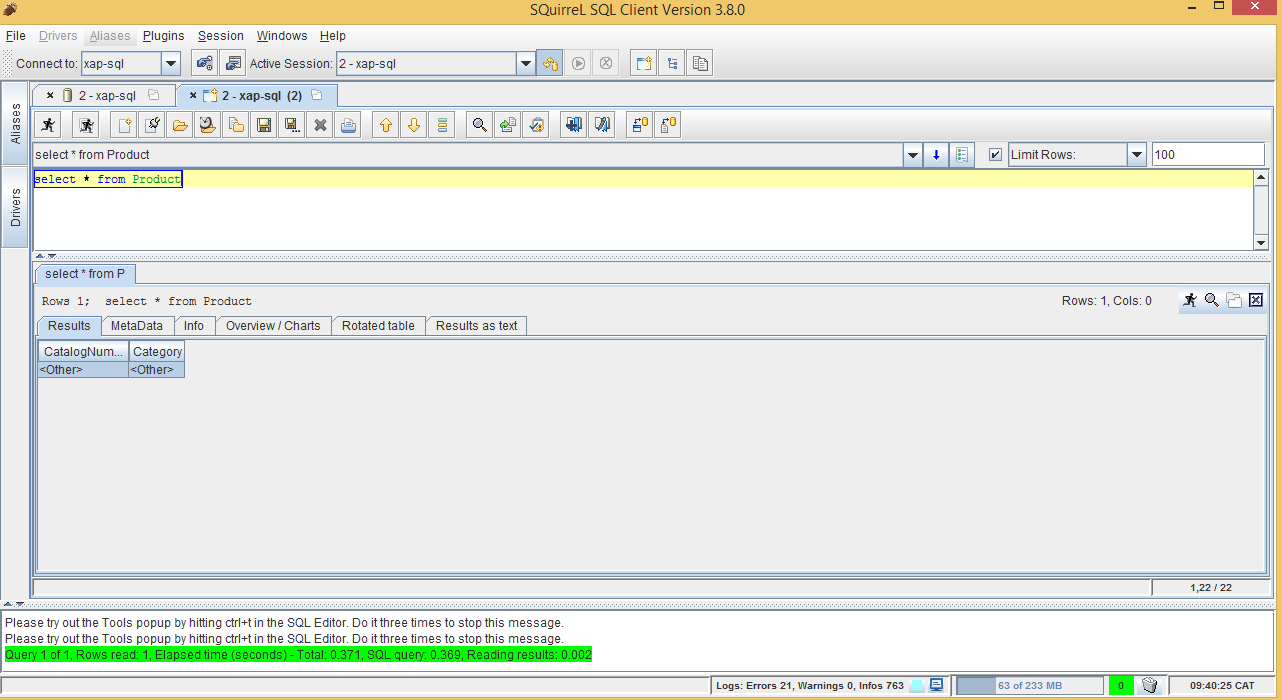 SQuirreL SQL Client Version 3.8.0
File Drivers Aliases Plugins Session Windows Help
Connect to: xap-sql Active Session: 2 - xap-sql
Aliases
Drivers
2 - xap-sql 2 - xap-sql (2)
select * from Product Limit Rows: 100
select * from Product
select * from P
Rows 1; select * from Product Rows: 1, Cols: 0
Results MetaData Info Overview / Charts Rotated table Results as text
CatalogNum... Category
<Other> <Other>
1,22 / 22
Please try out the Tools popup by hitting ctrl+t in the SQL Editor. Do it three times to stop this message.
Please try out the Tools popup by hitting ctrl+t in the SQL Editor. Do it three times to stop this message.
Query 1 of 1, Rows read: 1, Elapsed time (seconds) - Total: 0.371, SQL query: 0.369, Reading results: 0.002
Logs: Errors 21, Warnings 0, Infos 763 63 of 233 MB 0 09:40:25 CAT